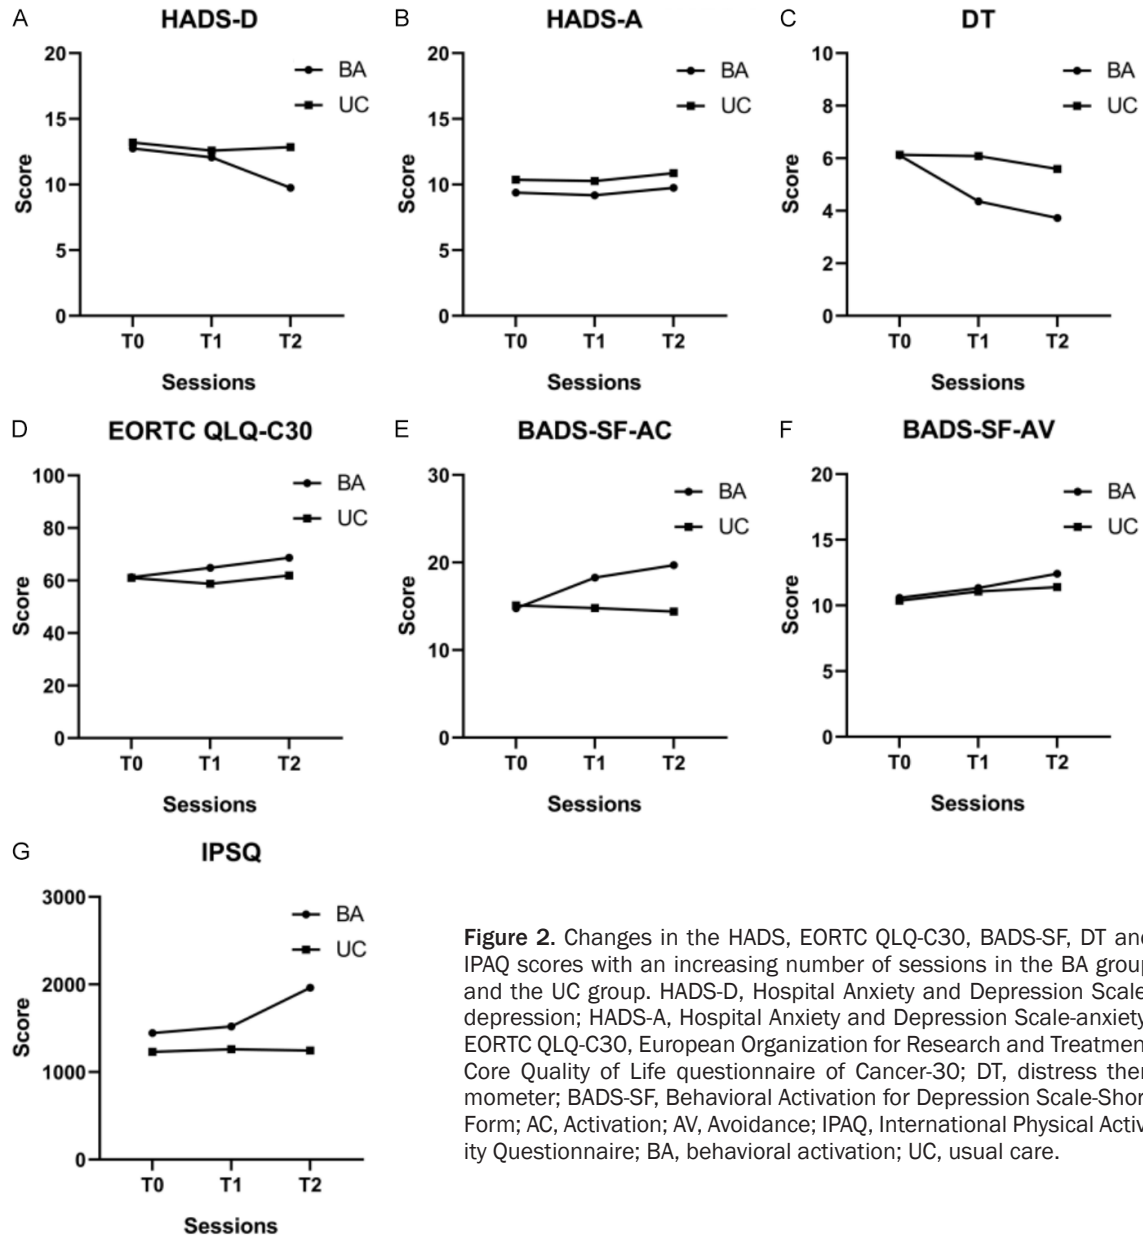 A
HADS-D
20
15
10
5
0
Score
BA
UC
T0 T1 T2
Sessions
B
HADS-A
20
15
10
5
0
Score
BA
UC
T0 T1 T2
Sessions
C
DT
10
8
6
4
2
0
Score
BA
UC
T0 T1 T2
Sessions
D
EORTC QLQ-C30
100
80
60
40
20
0
Score
BA
UC
T0 T1 T2
Sessions
E
BADS-SF-AC
30
20
10
0
Score
BA
UC
T0 T1 T2
Sessions
F
BADS-SF-AV
20
15
10
5
0
Score
BA
UC
T0 T1 T2
Sessions
G
IPSQ
3000
2000
1000
0
Score
BA
UC
T0 T1 T2
Sessions
Figure 2. Changes in the HADS, EORTC QLQ-C30, BADS-SF, DT and
IPAQ scores with an increasing number of sessions in the BA group
and the UC group. HADS-D, Hospital Anxiety and Depression Scale
depression; HADS-A, Hospital Anxiety and Depression Scale-anxiety
EORTC QLQ-C30, European Organization for Research and Treatmen
Core Quality of Life questionnaire of Cancer-30; DT, distress ther
mometer; BADS-SF, Behavioral Activation for Depression Scale-Shor
Form; AC, Activation; AV, Avoidance; IPAQ, International Physical Activ
ity Questionnaire; BA, behavioral activation; UC, usual care.